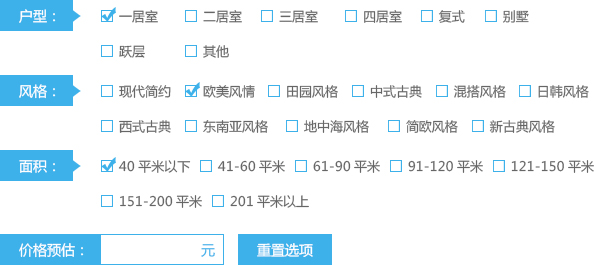 户型： 一居室 二居室 三居室 四居室 复式 别墅
跃层 其他
风格： 现代简约 欧美风情 田园风格 中式古典 混搭风格 日韩风格
西式古典 东南亚风格 地中海风格 简欧风格 新古典风格
面积： 40 平米以下 41-60 平米 61-90 平米 91-120 平米 121-150 平米
151-200 平米 201 平米以上
价格预估： 元 重置选项